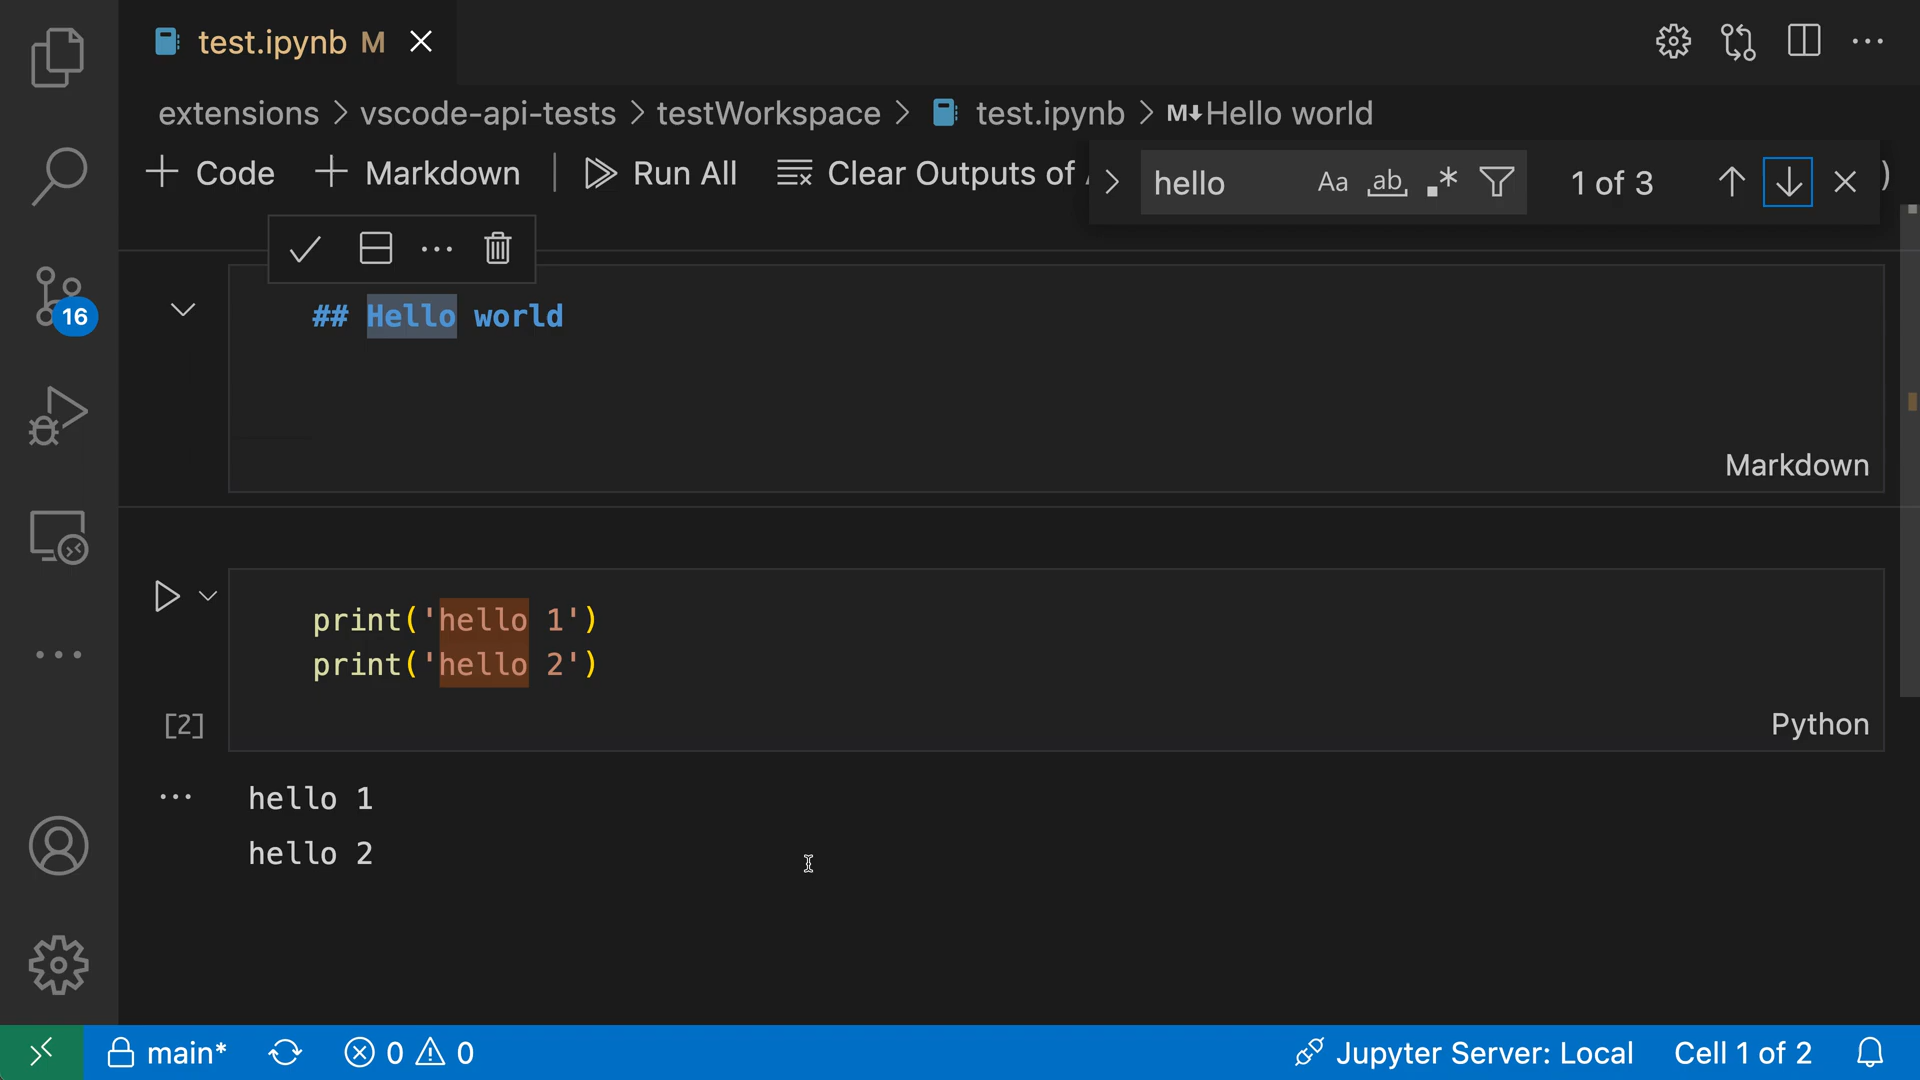 test.ipynb M
extensions > vscode-api-tests > testWorkspace > test.ipynb > M↓ Hello world
+ Code + Markdown | Run All Clear Outputs of
hello Aa ab .* 1 of 3
## Hello world
16
Markdown
print('hello 1')
print('hello 2')
[2]
Python
hello 1
hello 2
main* 0 0 Jupyter Server: Local Cell 1 of 2